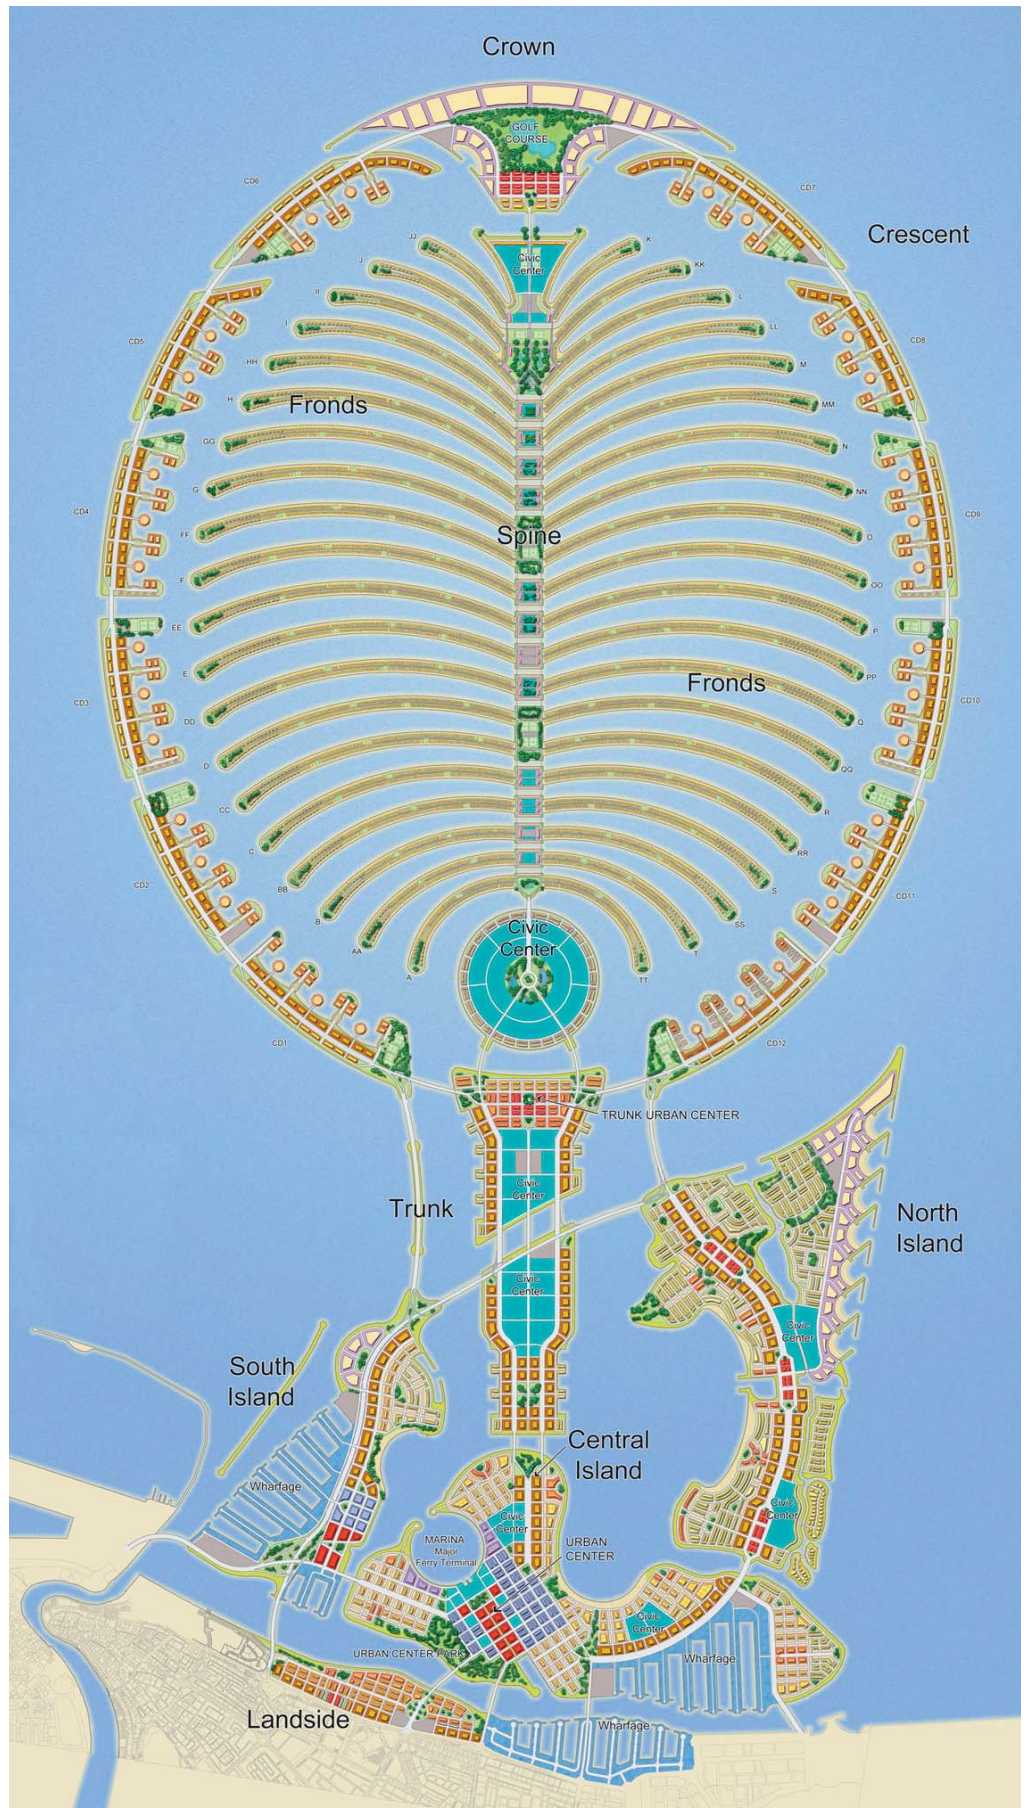 Crown
GOLF
COURSE
CD6
CD7
Crescent
JJ
K
J
Civic
Center
KK
II
L
I
LL
CD5
CD8
HH
M
H
Fronds
MM
GG
N
G
NN
CD4
CD9
FF
Spine
O
F
OO
EE
P
E
PP
Fronds
CD3
CD10
DD
Q
D
QQ
CC
R
C
RR
CD2
BB
S
CD11
B
SS
AA
Civic
Center
T
A
TT
CD1
CD12
TRUNK URBAN CENTER
Civic
Center
Trunk
North
Island
Civic
Center
Civic
Center
South
Island
Central
Island
Wharfage
Civic
Center
Civic
Center
MARINA
Major
Ferry Terminal
URBAN
CENTER
Civic
Center
URBAN CENTER PARK
Wharfage
Landside
Wharfage